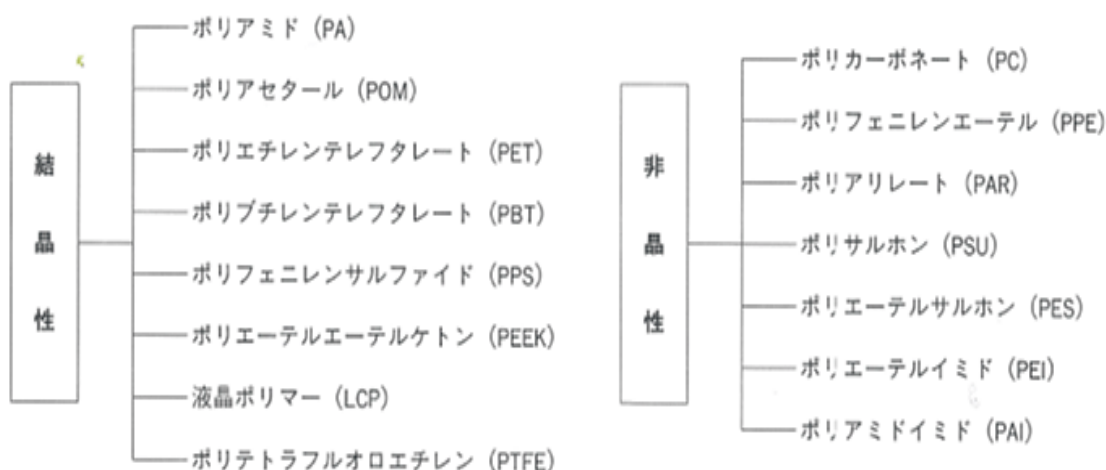 結晶性
ポリアミド (PA)
ポリアセタール (POM)
ポリエチレンテレフタレート (PET)
ポリブチレンテレフタレート (PBT)
ポリフェニレンサルファイド (PPS)
ポリエーテルエーテルケトン (PEEK)
液晶ポリマー (LCP)
ポリテトラフルオロエチレン (PTFE)
非晶性
ポリカーボネート (PC)
ポリフェニレンエーテル (PPE)
ポリアリレート (PAR)
ポリサルホン (PSU)
ポリエーテルサルホン (PES)
ポリエーテルイミド (PEI)
ポリアミドイミド (PAI)